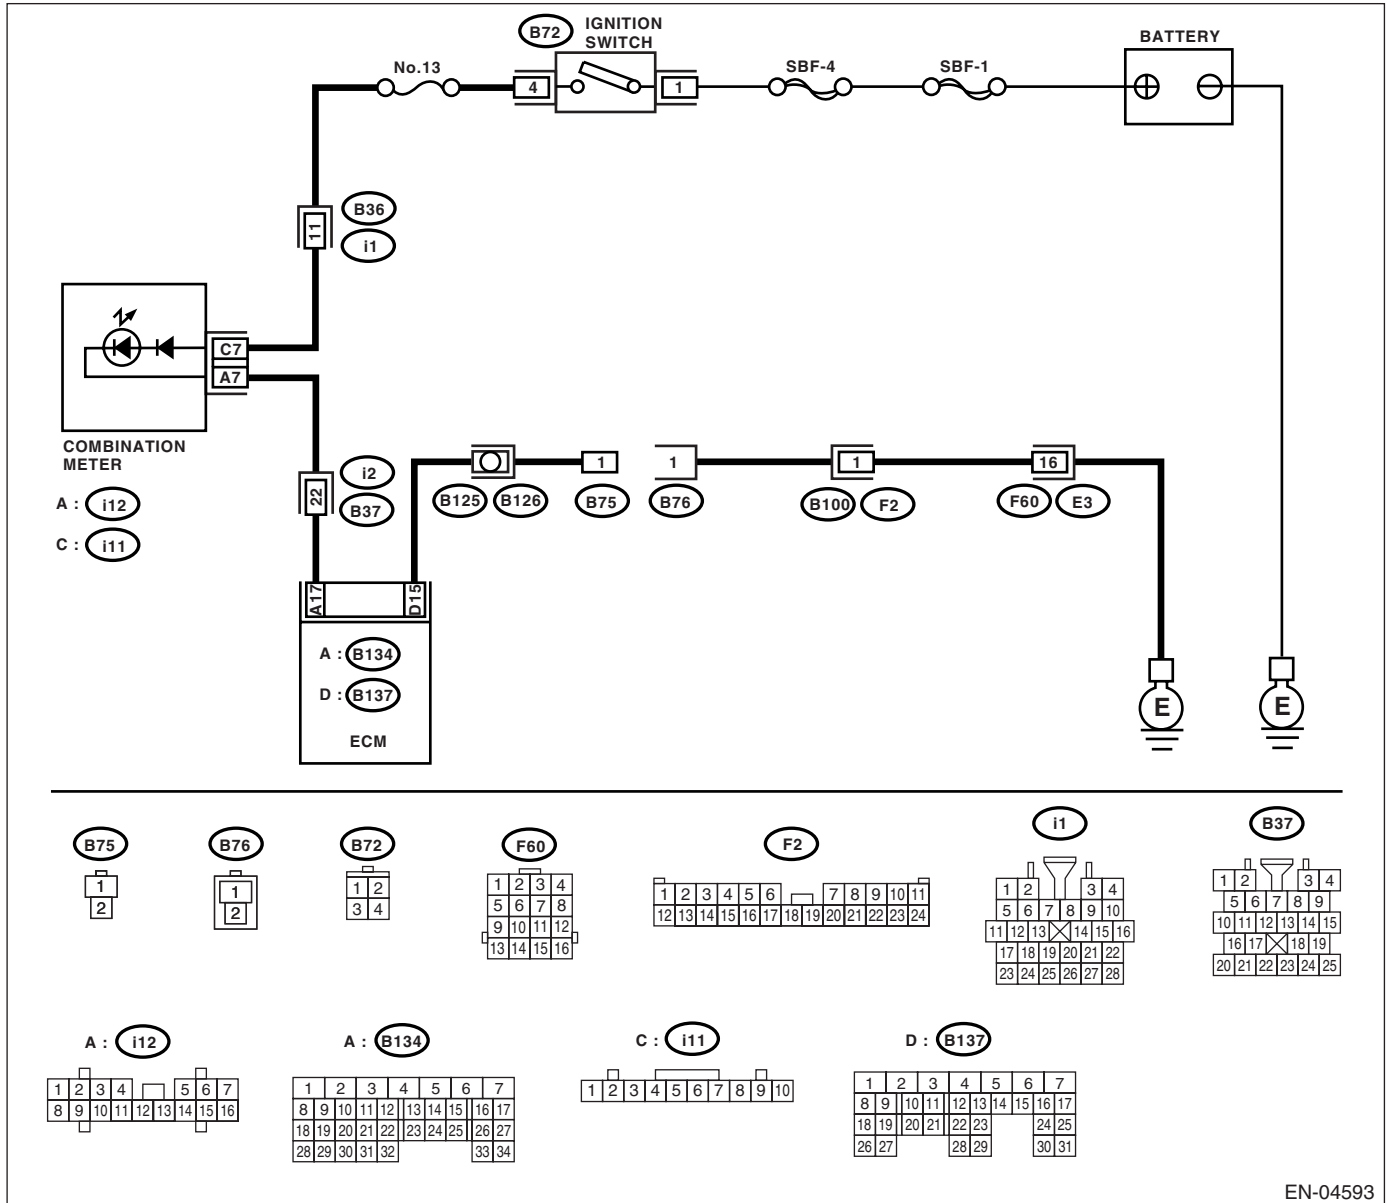 B72
IGNITION
SWITCH
BATTERY
No.13
4
1
SBF-4
SBF-1
11
B36
i1
C7
A7
COMBINATION
METER
A : i12
C : i11
22
i2
B37
1
1
1
16
B125
B126
B75
B76
B100
F2
F60
E3
A17
D15
A : B134
D : B137
ECM
E
E
B75
1
2
B76
1
2
B72
1 2
3 4
F60
1 2 3 4
5 6 7 8
9 10 11 12
13 14 15 16
F2
1 2 3 4 5 6 7 8 9 10 11
12 13 14 15 16 17 18 19 20 21 22 23 24
i1
1 2 3 4
5 6 7 8 9 10
11 12 13 14 15 16
17 18 19 20 21 22
23 24 25 26 27 28
B37
1 2 3 4
5 6 7 8 9
10 11 12 13 14 15
16 17 18 19
20 21 22 23 24 25
A : i12
1 2 3 4 5 6 7
8 9 10 11 12 13 14 15 16
A : B134
1 2 3 4 5 6 7
8 9 10 11 12 13 14 15 16 17
18 19 20 21 22 23 24 25 26 27
28 29 30 31 32 33 34
C : i11
1 2 3 4 5 6 7 8 9 10
D : B137
1 2 3 4 5 6 7
8 9 10 11 12 13 14 15 16 17
18 19 20 21 22 23 24 25
26 27 28 29 30 31
EN-04593